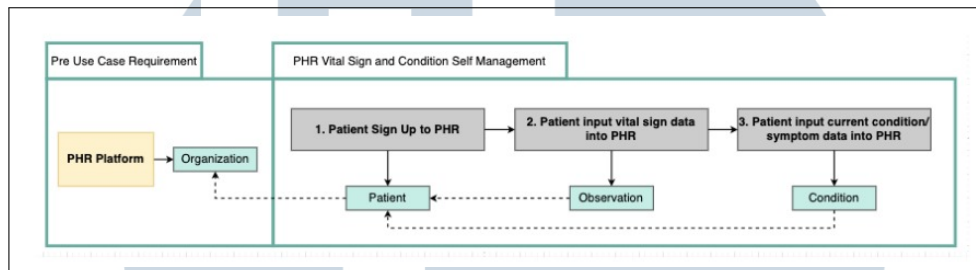 Pre Use Case Requirement
PHR Vital Sign and Condition Self Management
PHR Platform
Organization
1. Patient Sign Up to PHR
2. Patient input vital sign data
into PHR
3. Patient input current condition/
symptom data into PHR
Patient
Observation
Condition